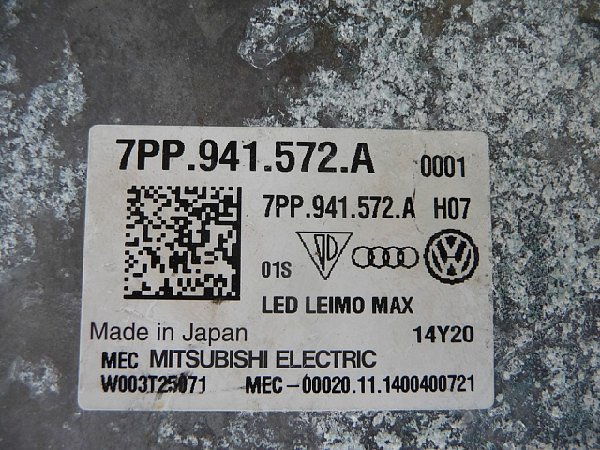 7PP.941.572.A 0001
7PP.941.572.A H07
01S
LED LEIMO MAX
Made in Japan 14Y20
MEC MITSUBISHI ELECTRIC
W003T25071 MEC-00020.11.1400400721